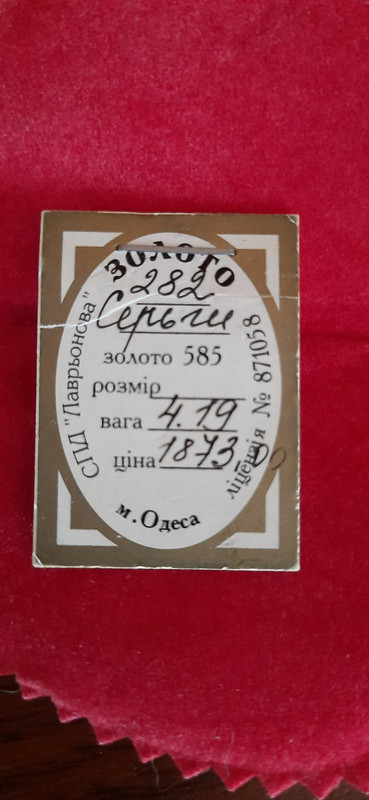 ЗОЛОТО
282
Серьги
золото 585
розмір
вага 4.19
ціна 1873=00
м. Одеса
СПД "Лаврьонова"
ліцензія № 871058